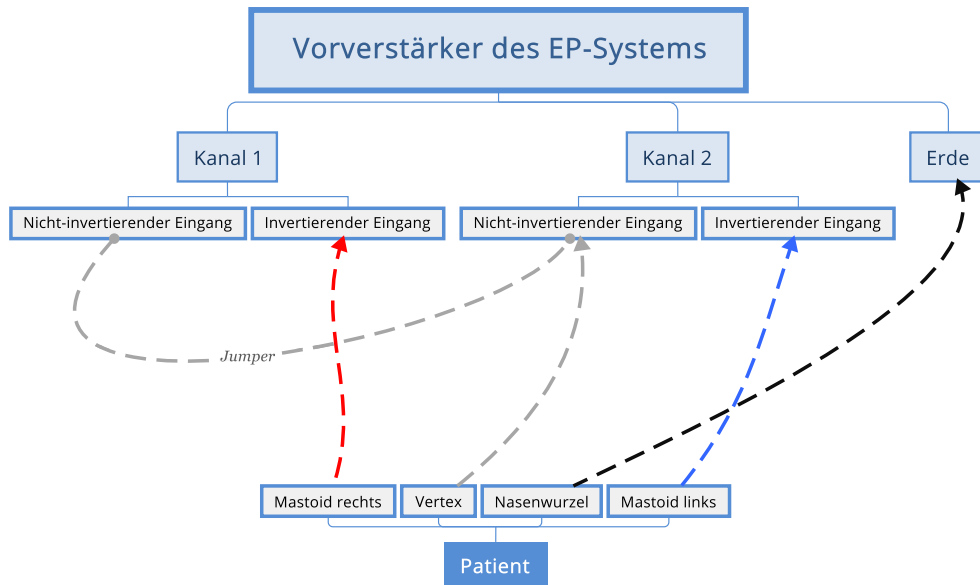 Vorverstärker des EP-Systems
Kanal 1
Kanal 2
Erde
Nicht-invertierender Eingang
Invertierender Eingang
Nicht-invertierender Eingang
Invertierender Eingang
Jumper
Mastoid rechts
Vertex
Nasenwurzel
Mastoid links
Patient